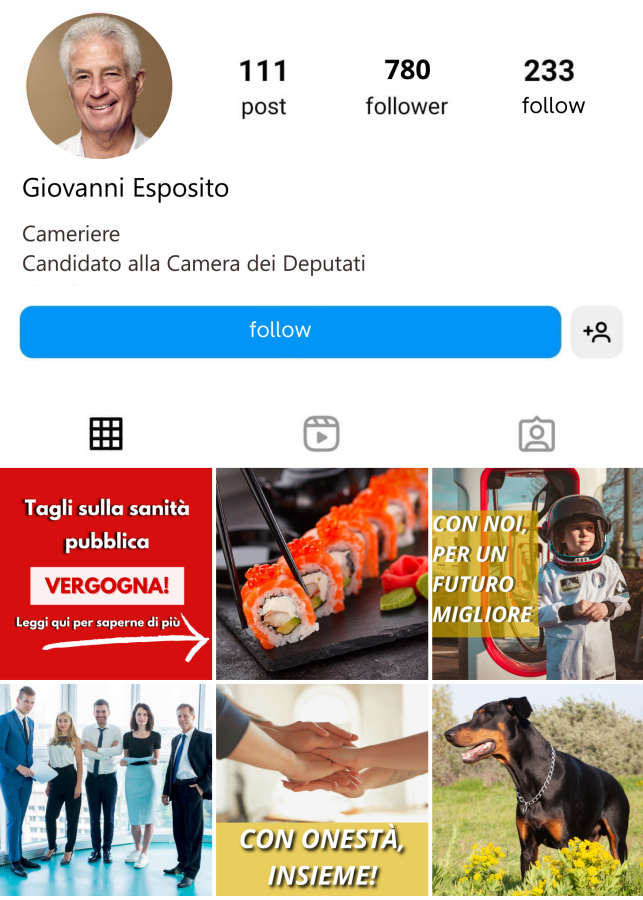 111 780 233
post follower follow
Giovanni Esposito
Cameriere
Candidato alla Camera dei Deputati
follow
Tagli sulla sanità
pubblica
VERGOGNA!
Leggi qui per saperne di più
CON NOI,
PER UN
FUTURO
MIGLIORE
CON ONESTÀ,
INSIEME!